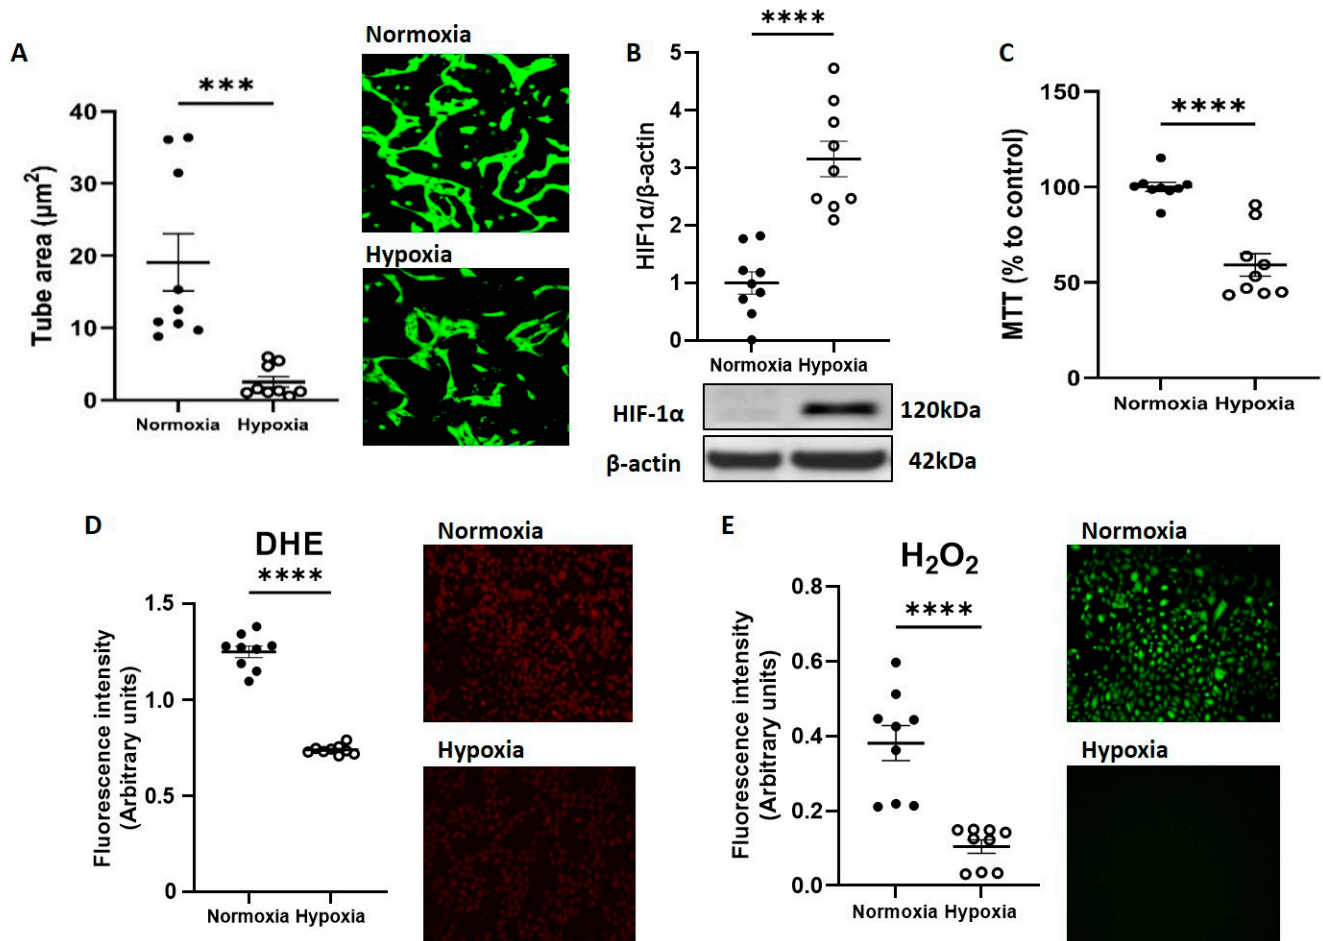 A
Normoxia
***
Tube area (µm²)
40
30
20
10
0
Normoxia Hypoxia
Hypoxia
B
****
HIF1α/β-actin
5
4
3
2
1
0
Normoxia Hypoxia
HIF-1α
120kDa
β-actin
42kDa
C
****
MTT (% to control)
150
100
50
0
Normoxia Hypoxia
D
DHE
****
Fluorescence intensity
(Arbitrary units)
1.5
1.0
0.5
0
Normoxia Hypoxia
Normoxia
Hypoxia
E
H₂O₂
****
Fluorescence intensity
(Arbitrary units)
0.8
0.6
0.4
0.2
0.0
Normoxia Hypoxia
Normoxia
Hypoxia